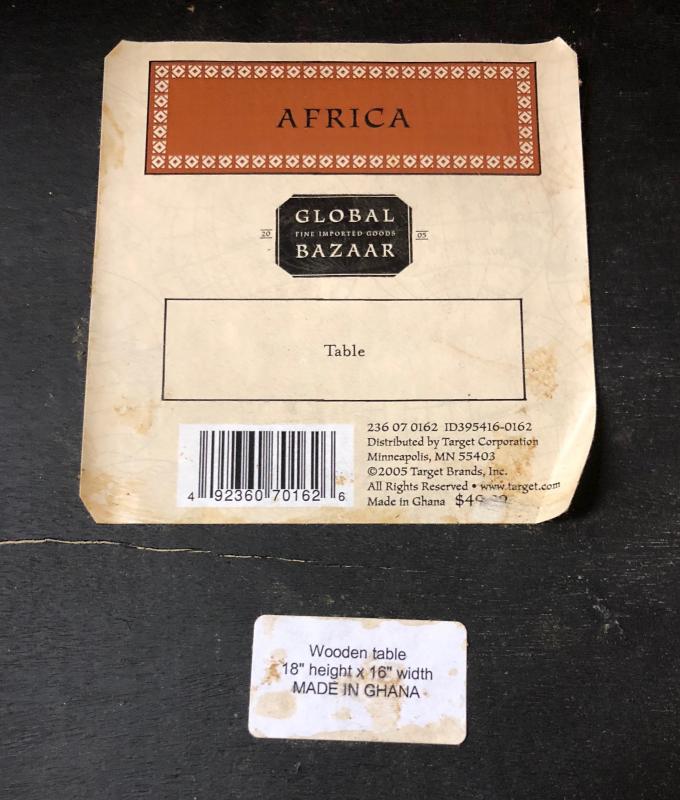 AFRICA
GLOBAL
20 FINE IMPORTED GOODS 05
BAZAAR
Table
236 07 0162 ID395416-0162
Distributed by Target Corporation
Minneapolis, MN 55403
©2005 Target Brands, Inc.
All Rights Reserved • www.target.com
Made in Ghana
4 92360 70162 6
Wooden table
18" height x 16" width
MADE IN GHANA